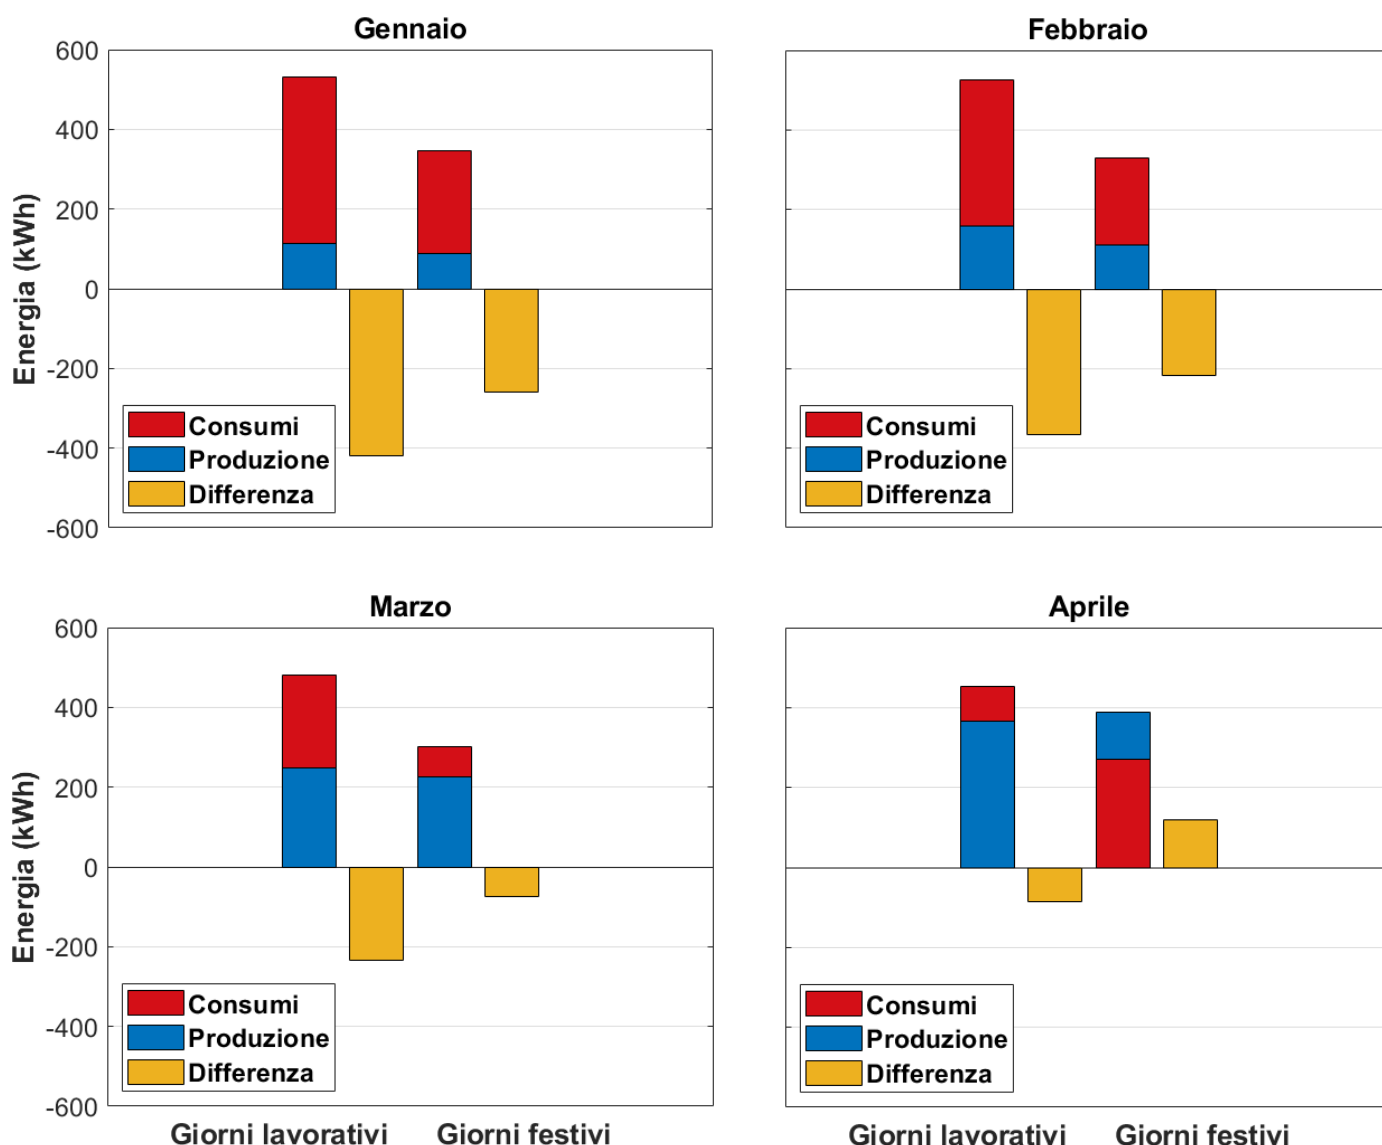 Gennaio
600
400
200
0
-200
-400
-600
Energia (kWh)
Consumi
Produzione
Differenza
Febbraio
Consumi
Produzione
Differenza
Marzo
600
400
200
0
-200
-400
-600
Energia (kWh)
Consumi
Produzione
Differenza
Giorni lavorativi Giorni festivi
Aprile
Consumi
Produzione
Differenza
Giorni lavorativi Giorni festivi